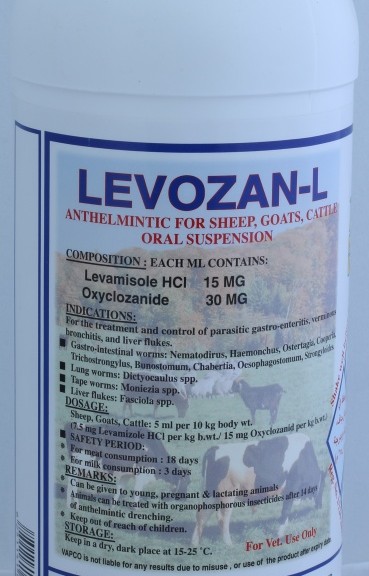 LEVOZAN-L
ANTHELMINTIC FOR SHEEP, GOATS, CATTLE
ORAL SUSPENSION
COMPOSITION : EACH ML CONTAINS:
Levamisole HCl 15 MG
Oxyclozanide 30 MG
INDICATIONS:
For the treatment and control of parasitic gastro-enteritis, verminous
bronchitis, and liver flukes.
Gastro-intestinal worms: Nematodirus, Haemonchus, Ostertagia, Cooperia,
Trichostrongylus, Bunostomum, Chabertia, Oesophagostomum, Strongyloides
Lung worms: Dictyocaulus spp.
Tape worms: Moniezia spp.
Liver flukes: Fasciola spp.
DOSAGE:
Sheep, Goats, Cattle: 5 ml per 10 kg body wt.
(7.5 mg Levamizole HCl per kg b.wt./ 15 mg Oxyclozanid per kg b.wt.)
SAFETY PERIOD:
For meat consumption : 18 days
For milk consumption : 3 days
REMARKS:
Can be given to young, pregnant & lactating animals
Animals can be treated with organophosphorous insecticides after 14 days
of anthelmintic drenching.
Keep out of reach of children.
STORAGE:
Keep in a dry, dark place at 15-25 °C.
For Vet. Use Only
VAPCO is not liable for any results due to misuse , or use of the product after expiry date.